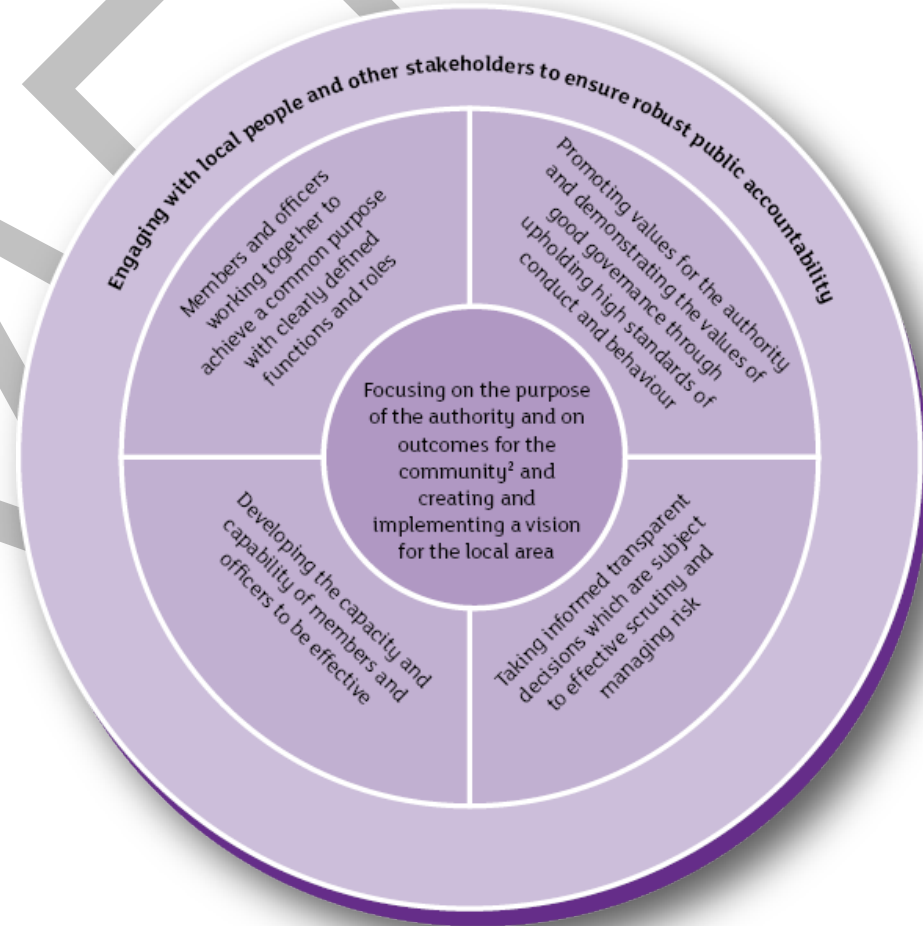 Engaging with local people and other stakeholders to ensure robust public accountability
Members and officers
working together to
achieve a common purpose
with clearly defined
functions and roles
Promoting values for the authority
and demonstrating the values of
good governance through
upholding high standards of
conduct and behaviour
Focusing on the purpose
of the authority and on
outcomes for the
community² and
creating and
implementing a vision
for the local area
Developing the capacity and
capability of members and
officers to be effective
Taking informed transparent
decisions which are subject
to effective scrutiny and
managing risk